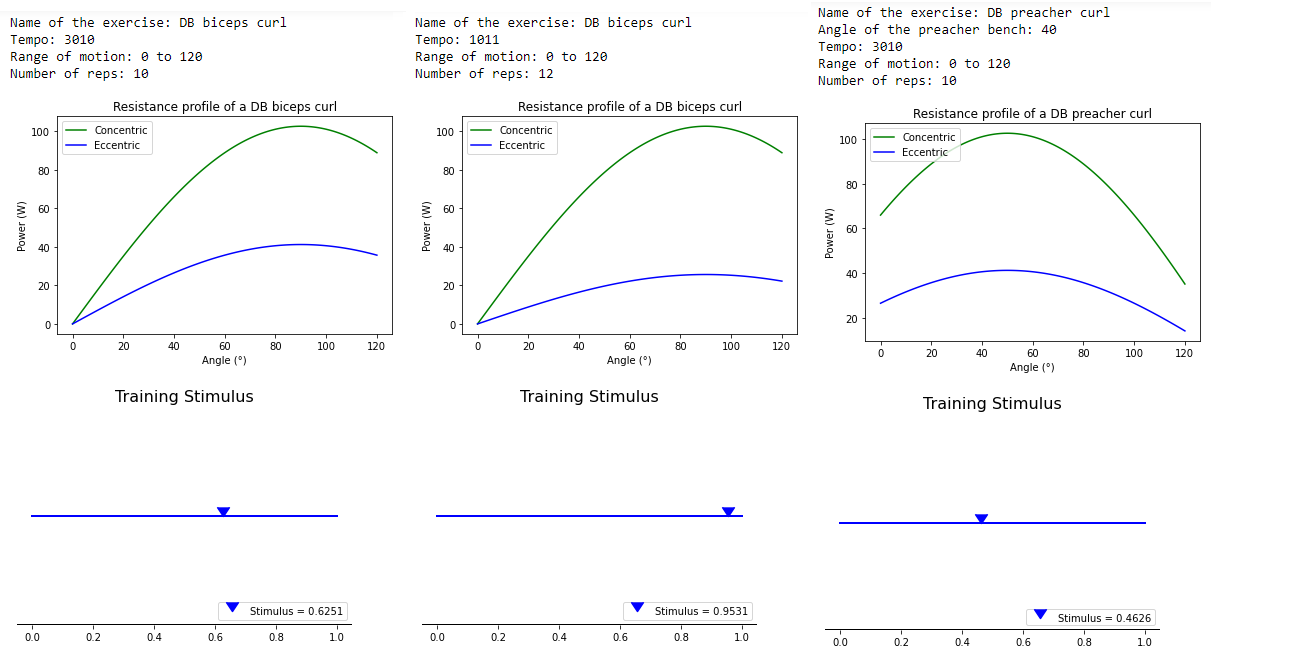 Name of the exercise: DB biceps curl
Tempo: 3010
Range of motion: 0 to 120
Number of reps: 10
Resistance profile of a DB biceps curl
Concentric
Eccentric
Power (W)
100
80
60
40
20
0
0 20 40 60 80 100 120
Angle (°)
Training Stimulus
Stimulus = 0.6251
0.0 0.2 0.4 0.6 0.8 1.0
Name of the exercise: DB biceps curl
Tempo: 1011
Range of motion: 0 to 120
Number of reps: 12
Resistance profile of a DB biceps curl
Concentric
Eccentric
Power (W)
100
80
60
40
20
0
0 20 40 60 80 100 120
Angle (°)
Training Stimulus
Stimulus = 0.9531
0.0 0.2 0.4 0.6 0.8 1.0
Name of the exercise: DB preacher curl
Angle of the preacher bench: 40
Tempo: 3010
Range of motion: 0 to 120
Number of reps: 10
Resistance profile of a DB preacher curl
Concentric
Eccentric
Power (W)
100
80
60
40
20
0 20 40 60 80 100 120
Angle (°)
Training Stimulus
Stimulus = 0.4626
0.0 0.2 0.4 0.6 0.8 1.0